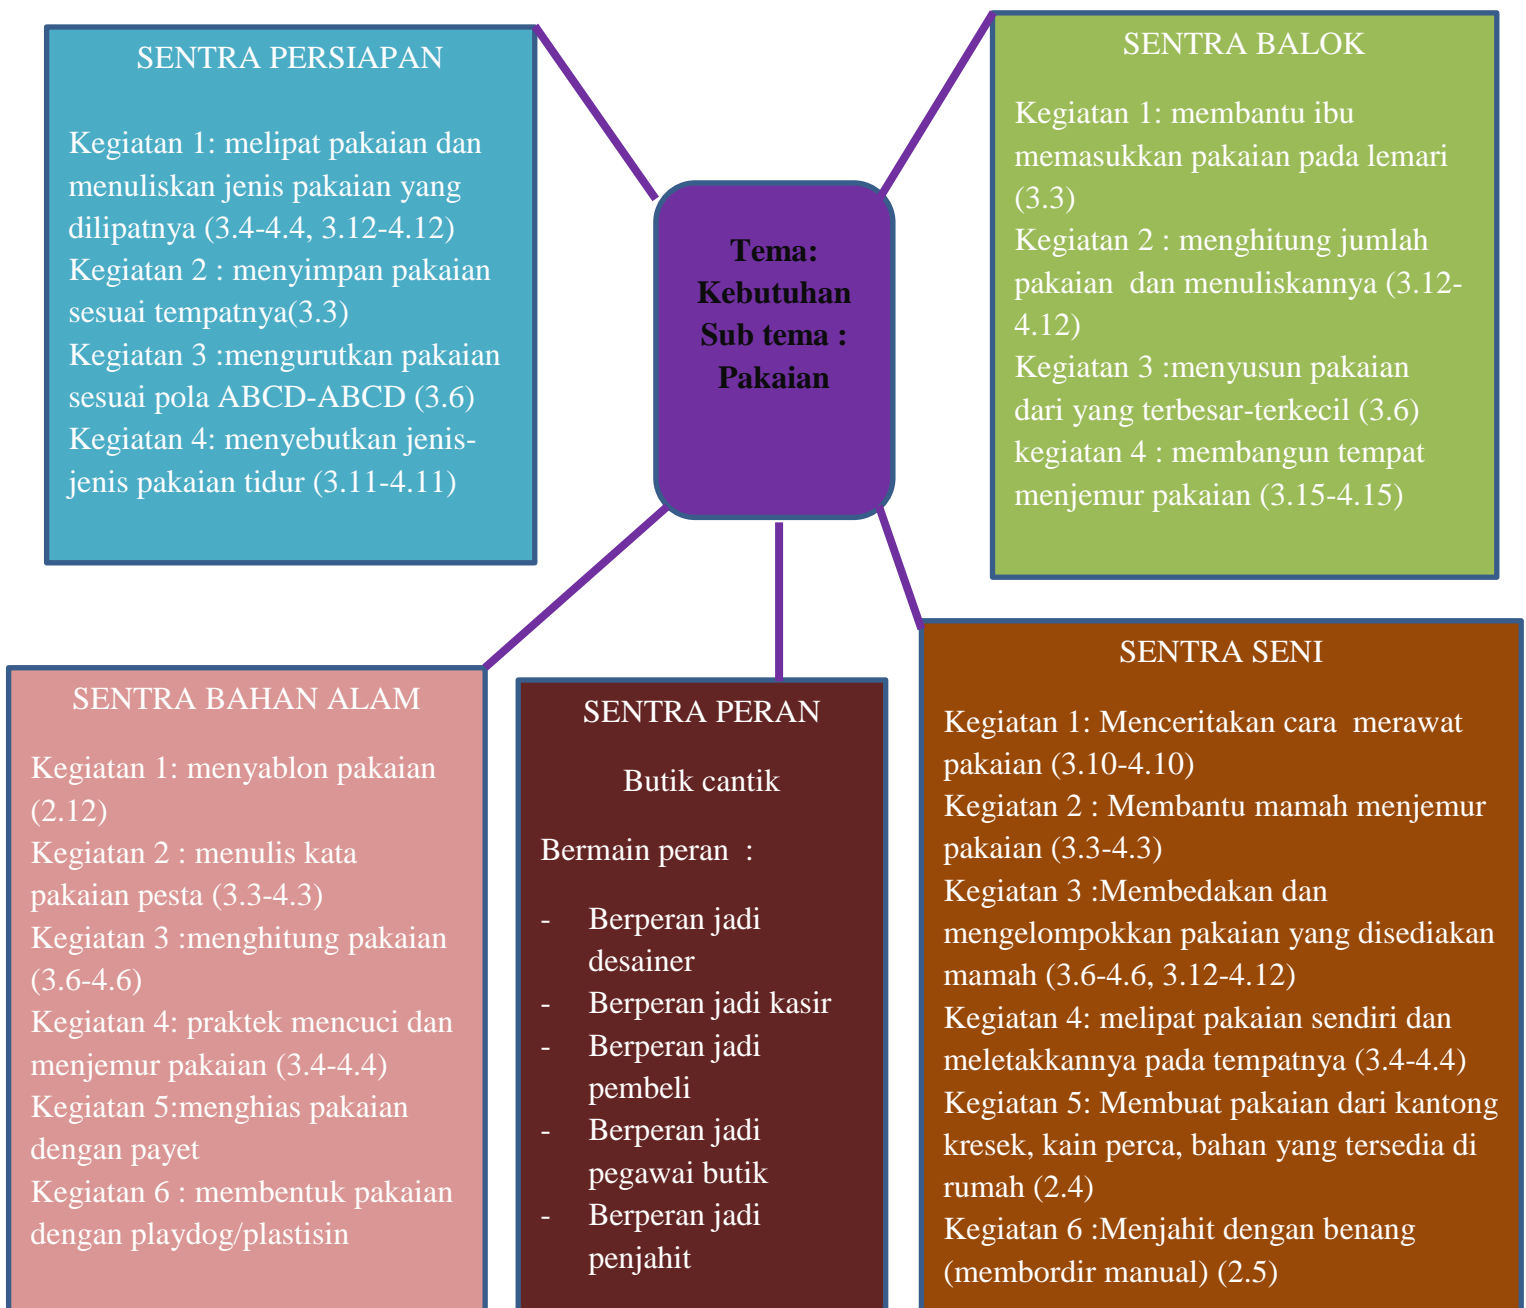 SENTRA PERSIAPAN
Kegiatan 1: melipat pakaian dan
menuliskan jenis pakaian yang
dilipatnya (3.4-4.4, 3.12-4.12)
Kegiatan 2 : menyimpan pakaian
sesuai tempatnya(3.3)
Kegiatan 3 :mengurutkan pakaian
sesuai pola ABCD-ABCD (3.6)
Kegiatan 4: menyebutkan jenis-
jenis pakaian tidur (3.11-4.11)
Tema:
Kebutuhan
Sub tema :
Pakaian
SENTRA BALOK
Kegiatan 1: membantu ibu
memasukkan pakaian pada lemari
(3.3)
Kegiatan 2 : menghitung jumlah
pakaian  dan menuliskannya (3.12-
4.12)
Kegiatan 3 :menyusun pakaian
dari yang terbesar-terkecil (3.6)
kegiatan 4 : membangun tempat
menjemur pakaian (3.15-4.15)
SENTRA BAHAN ALAM
Kegiatan 1: menyablon pakaian
(2.12)
Kegiatan 2 : menulis kata
pakaian pesta (3.3-4.3)
Kegiatan 3 :menghitung pakaian
(3.6-4.6)
Kegiatan 4: praktek mencuci dan
menjemur pakaian (3.4-4.4)
Kegiatan 5:menghias pakaian
dengan payet
Kegiatan 6 : membentuk pakaian
dengan playdog/plastisin
SENTRA PERAN
Butik cantik
Bermain peran  :
- Berperan jadi
desainer
- Berperan jadi kasir
- Berperan jadi
pembeli
- Berperan jadi
pegawai butik
- Berperan jadi
penjahit
SENTRA SENI
Kegiatan 1: Menceritakan cara  merawat
pakaian (3.10-4.10)
Kegiatan 2 : Membantu mamah menjemur
pakaian (3.3-4.3)
Kegiatan 3 :Membedakan dan
mengelompokkan pakaian yang disediakan
mamah (3.6-4.6, 3.12-4.12)
Kegiatan 4: melipat pakaian sendiri dan
meletakkannya pada tempatnya (3.4-4.4)
Kegiatan 5: Membuat pakaian dari kantong
kresek, kain perca, bahan yang tersedia di
rumah (2.4)
Kegiatan 6 :Menjahit dengan benang
(membordir manual) (2.5)